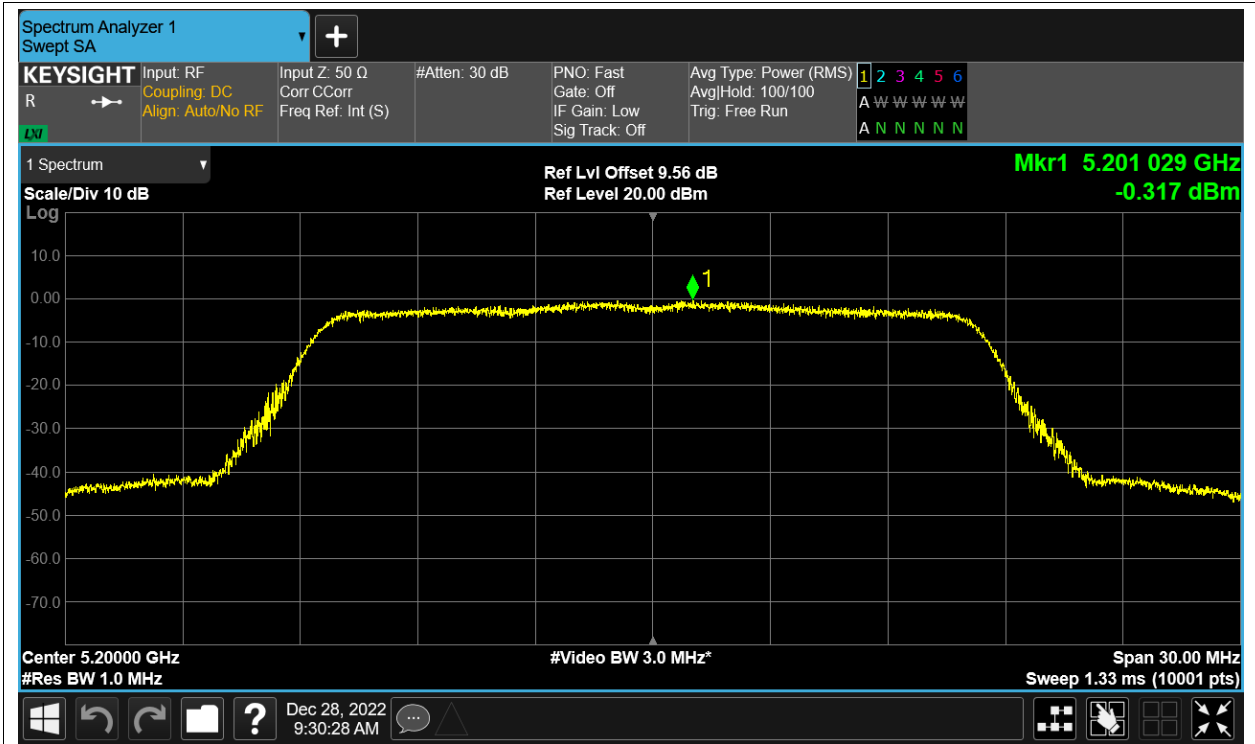 Spectrum Analyzer 1
Swept SA
KEYSIGHT
R
LXI
Input: RF
Coupling: DC
Align: Auto/No RF
Input Z: 50 Ω
Corr CCorr
Freq Ref: Int (S)
#Atten: 30 dB
PNO: Fast
Gate: Off
IF Gain: Low
Sig Track: Off
Avg Type: Power (RMS)
Avg|Hold: 100/100
Trig: Free Run
1 2 3 4 5 6
A W W W W W
A N N N N N
1 Spectrum
Scale/Div 10 dB
Ref Lvl Offset 9.56 dB
Ref Level 20.00 dBm
Mkr1 5.201 029 GHz
-0.317 dBm
Log
10.0
0.00
-10.0
-20.0
-30.0
-40.0
-50.0
-60.0
-70.0
1
Center 5.20000 GHz
#Res BW 1.0 MHz
#Video BW 3.0 MHz*
Span 30.00 MHz
Sweep 1.33 ms (10001 pts)
?
Dec 28, 2022
9:30:28 AM